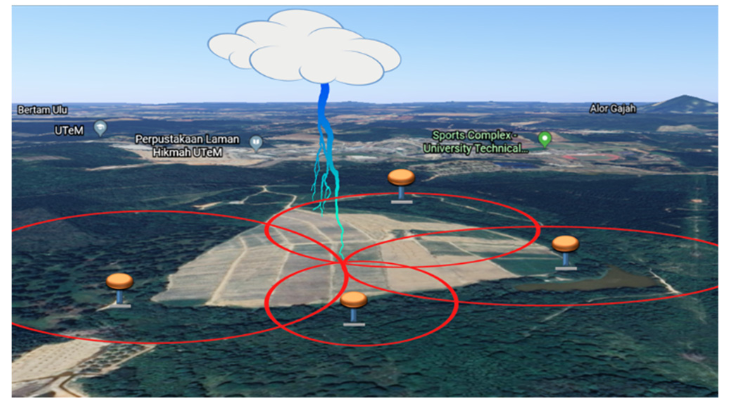 Bertam Ulu
Alor Gajah
UTeM
Perpustakaan Laman
Hikmah UTeM
Sports Complex -
University Technical...